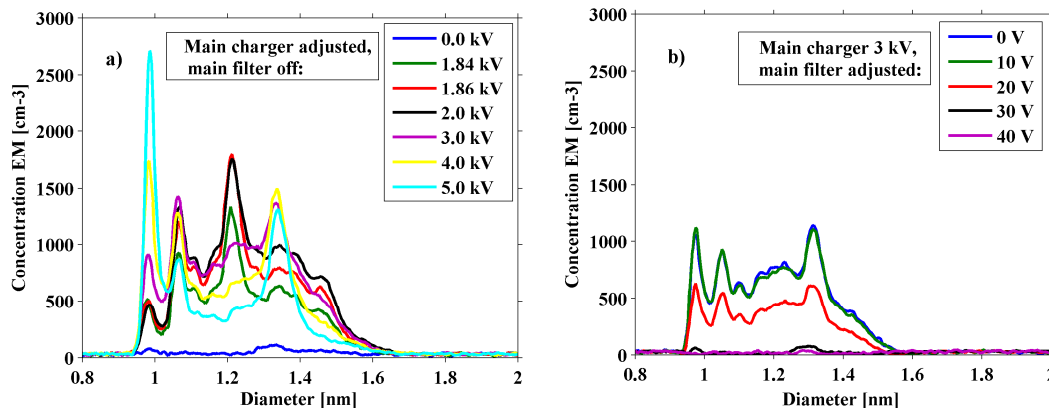 a)
Main charger adjusted,
main filter off:
0.0 kV
1.84 kV
1.86 kV
2.0 kV
3.0 kV
4.0 kV
5.0 kV
Concentration EM [cm-3]
3000
2500
2000
1500
1000
500
0
0.8 1 1.2 1.4 1.6 1.8 2
Diameter [nm]
b)
Main charger 3 kV,
main filter adjusted:
0 V
10 V
20 V
30 V
40 V
Concentration EM [cm-3]
3000
2500
2000
1500
1000
500
0
0.8 1 1.2 1.4 1.6 1.8 2
Diameter [nm]